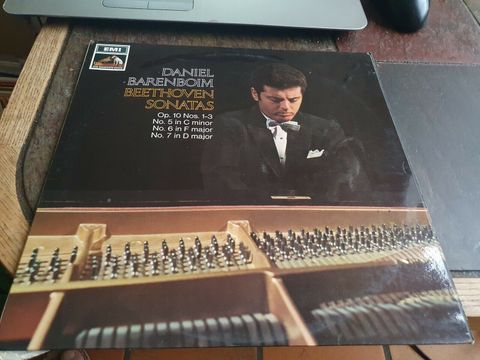 EMI
DANIEL
BARENBOIM
BEETHOVEN
SONATAS
Op. 10 Nos. 1-3
No. 5 in C minor
No. 6 in F major
No. 7 in D major